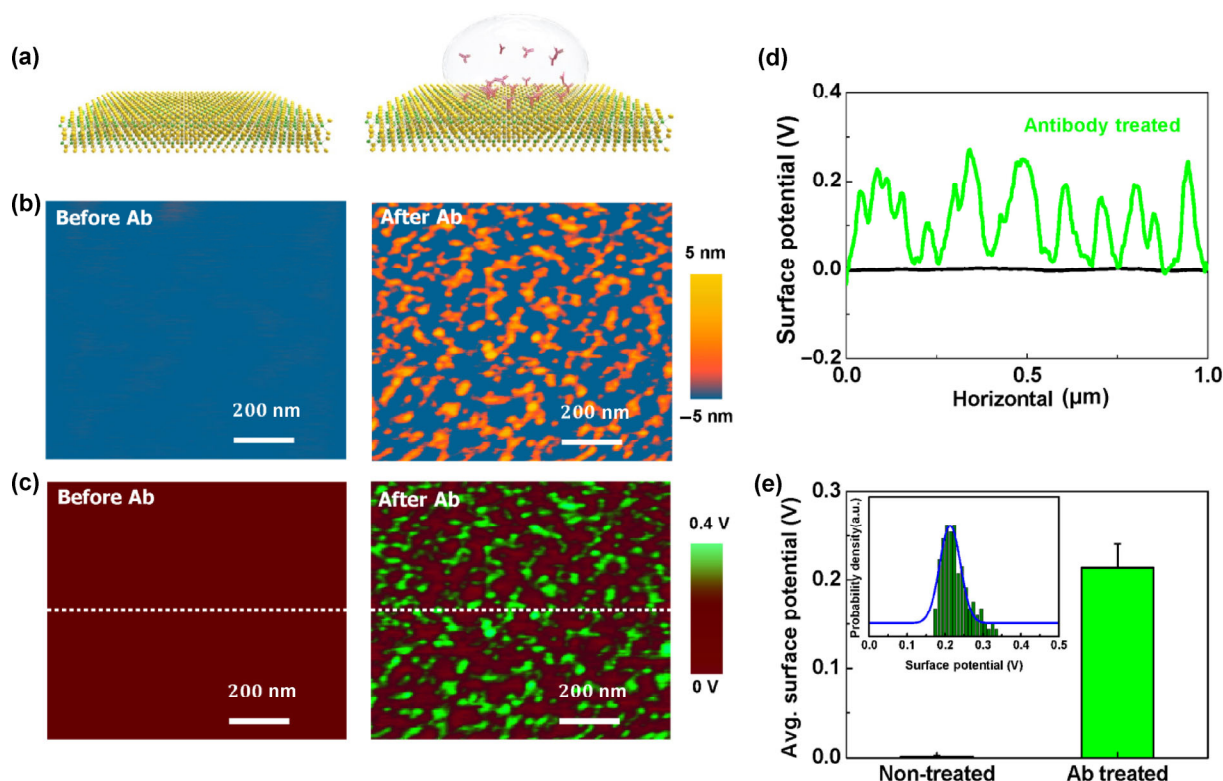 (a)
(b)
Before Ab
200 nm
After Ab
200 nm
5 nm
−5 nm
(c)
Before Ab
200 nm
After Ab
200 nm
0.4 V
0 V
(d)
Surface potential (V)
0.4
0.2
0.0
−0.2
Antibody treated
0.0
0.5
1.0
Horizontal (μm)
(e)
Avg. surface potential (V)
0.3
0.2
0.1
0.0
Probability density(a.u.)
0.0
0.1
0.2
0.3
0.4
0.5
Surface potential (V)
Non-treated
Ab treated